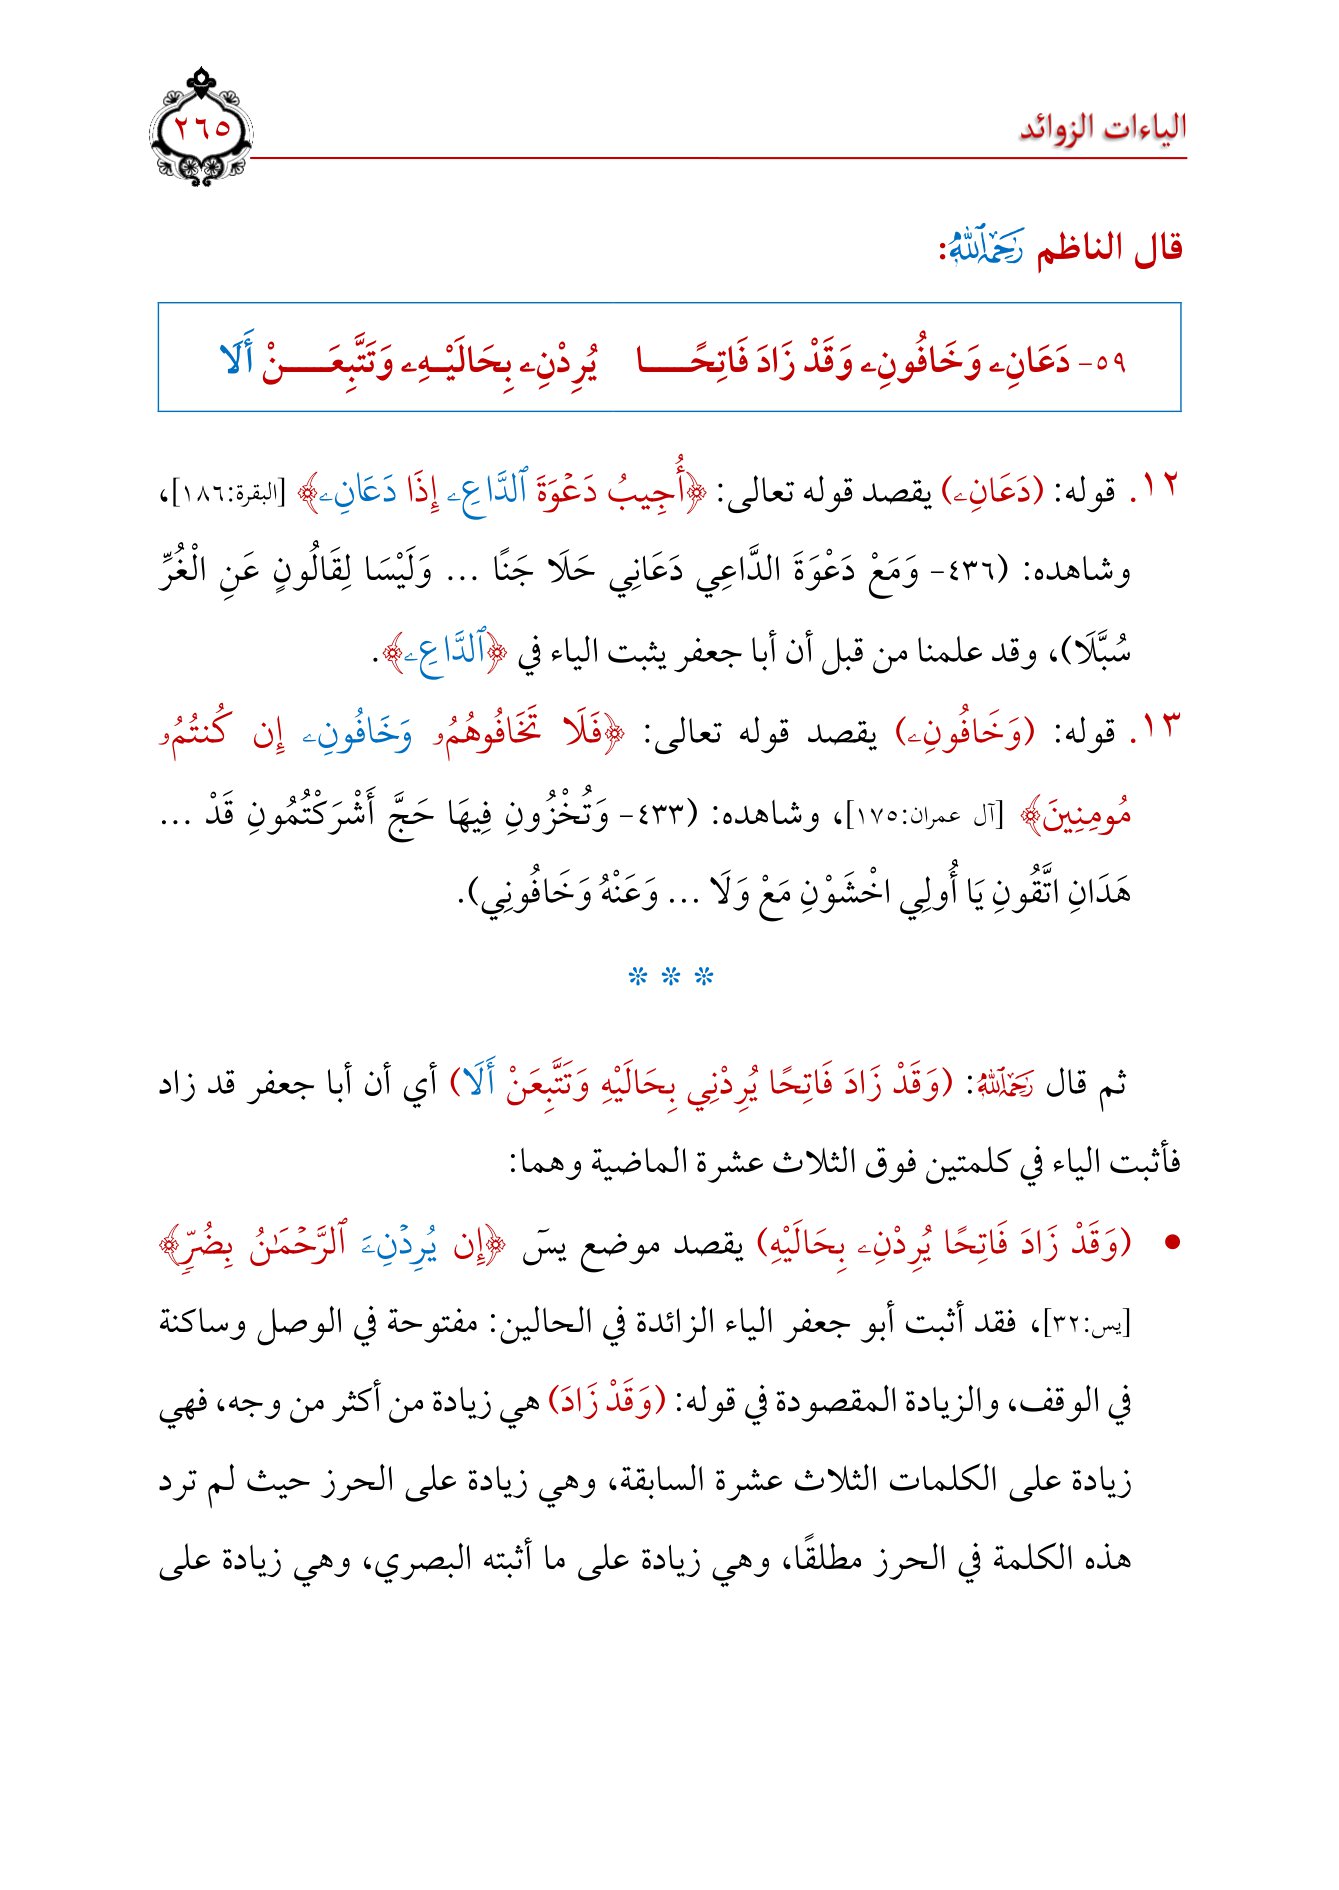 الياءات الزوائد
٢٦٥
قال الناظم رَحِمَهُ ٱللَّهُ:
٥٩- دَعَانِۦ وَخَافُونِۦ وَقَدْ زَادَ فَاتِحًـــــا يُرِدْنِۦ بِحَالَيْـهِۦ وَتَتَّبِعَـــــنْ أَلَا
١٢. قوله: (دَعَانِۦ) يقصد قوله تعالى: ﴿أُجِيبُ دَعۡوَةَ ٱلدَّاعِۦ إِذَا دَعَانِۦ﴾ [البقرة:١٨٦]،
وشاهده: (٤٣٦- وَمَعْ دَعْوَةَ الدَّاعِي دَعَانِي حَلَا جَنًا ... وَلَيْسَا لِقَالُونٍ عَنِ الْغُرِّ
سُبَّلَا)، وقد علمنا من قبل أن أبا جعفر يثبت الياء في ﴿ٱلدَّاعِۦ﴾.
١٣. قوله: (وَخَافُونِۦ) يقصد قوله تعالى: ﴿فَلَا تَخَافُوهُمُۥ وَخَافُونِۦ إِن كُنتُمُۥ
مُومِنِينَ﴾ [آل عمران:١٧٥]، وشاهده: (٤٣٣- وَتُخْزُونِ فِيهَا حَجَّ أَشْرَكْتُمُونِ قَدْ ...
هَدَانِ اتَّقُونِ يَا أُولِي اخْشَوْنِ مَعْ وَلَا ... وَعَنْهُ وَخَافُونِي).
* * *
ثم قال رَحِمَهُ ٱللَّهُ: (وَقَدْ زَادَ فَاتِحًا يُرِدْنِي بِحَالَيْهِ وَتَتَّبِعَنْ أَلَا) أي أن أبا جعفر قد زاد
فأثبت الياء في كلمتين فوق الثلاث عشرة الماضية وهما:
• (وَقَدْ زَادَ فَاتِحًا يُرِدْنِۦ بِحَالَيْهِ) يقصد موضع يسٓ ﴿إِن يُرِدۡنِۦَ ٱلرَّحۡمَٰنُ بِضُرّٖ﴾
[يس:٣٢]، فقد أثبت أبو جعفر الياء الزائدة في الحالين: مفتوحة في الوصل وساكنة
في الوقف، والزيادة المقصودة في قوله: (وَقَدْ زَادَ) هي زيادة من أكثر من وجه، فهي
زيادة على الكلمات الثلاث عشرة السابقة، وهي زيادة على الحرز حيث لم ترد
هذه الكلمة في الحرز مطلقًا، وهي زيادة على ما أثبته البصري، وهي زيادة على